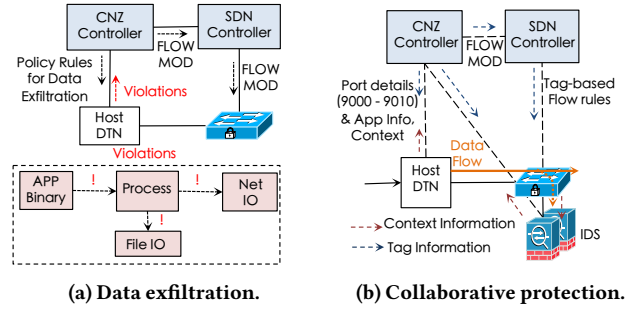 CNZ
Controller
SDN
Controller
FLOW
MOD
Policy Rules
for Data
Exfiltration
Violations
FLOW
MOD
Host
DTN
Violations
APP
Binary
!
Process
!
Net
IO
!
File IO
(a) Data exfiltration.
CNZ
Controller
SDN
Controller
FLOW
MOD
Port details
(9000 - 9010)
& App Info,
Context
Tag-based
Flow rules
Data
Flow
Host
DTN
Context Information
Tag Information
IDS
(b) Collaborative protection.